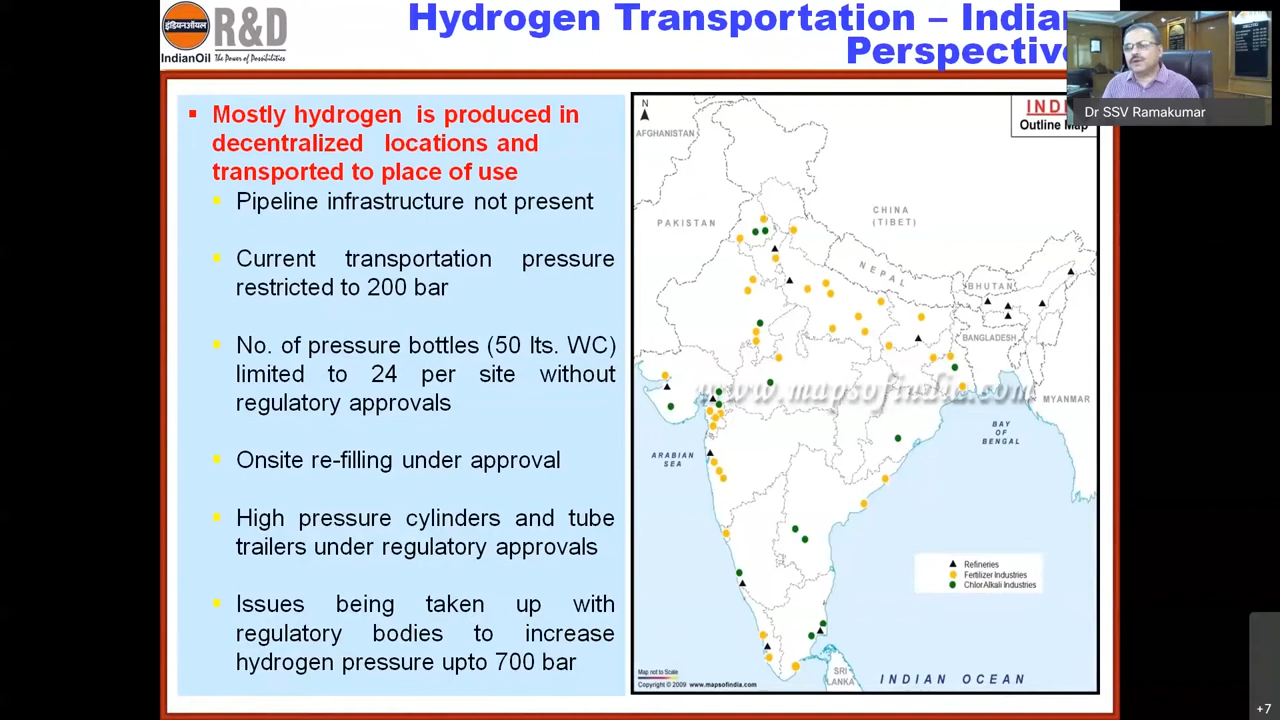 इंडियनऑयल
IndianOil
R&D
The Power of Possibilities
Hydrogen Transportation – Indian
Perspective
Dr SSV Ramakumar
Mostly hydrogen is produced in
decentralized locations and
transported to place of use
Pipeline infrastructure not present
Current transportation pressure
restricted to 200 bar
No. of pressure bottles (50 lts. WC)
limited to 24 per site without
regulatory approvals
Onsite re-filling under approval
High pressure cylinders and tube
trailers under regulatory approvals
Issues being taken up with
regulatory bodies to increase
hydrogen pressure upto 700 bar
N
IND
Outline Map
AFGHANISTAN
PAKISTAN
CHINA
(TIBET)
NEPAL
BHUTAN
BANGLADESH
www.mapsofindia.com
MYANMAR
BAY
OF
BENGAL
ARABIAN
SEA
Refineries
Fertilizer Industries
Chlor Alkali Industries
SRI
LANKA
INDIAN OCEAN
Map not to Scale
Copyright © 2009 www.mapsofindia.com
+7